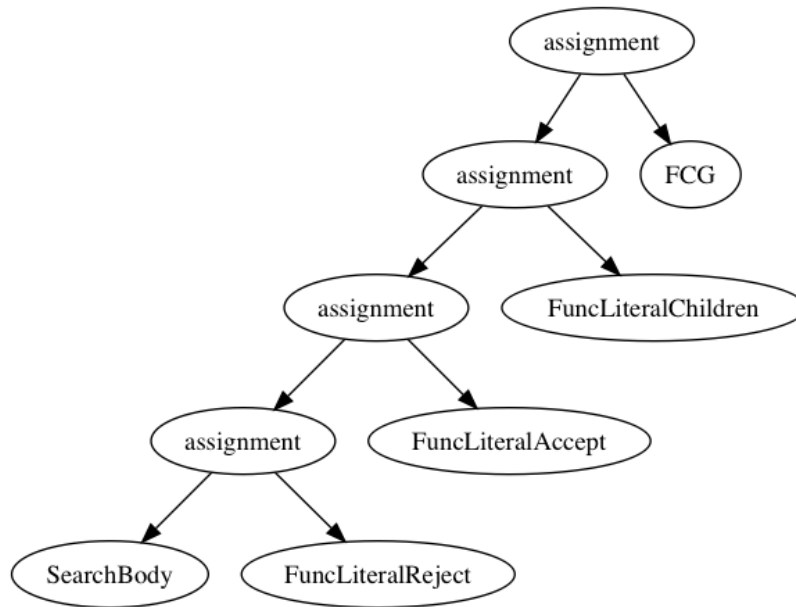 assignment
assignment
FCG
assignment
FuncLiteralChildren
assignment
FuncLiteralAccept
SearchBody
FuncLiteralReject